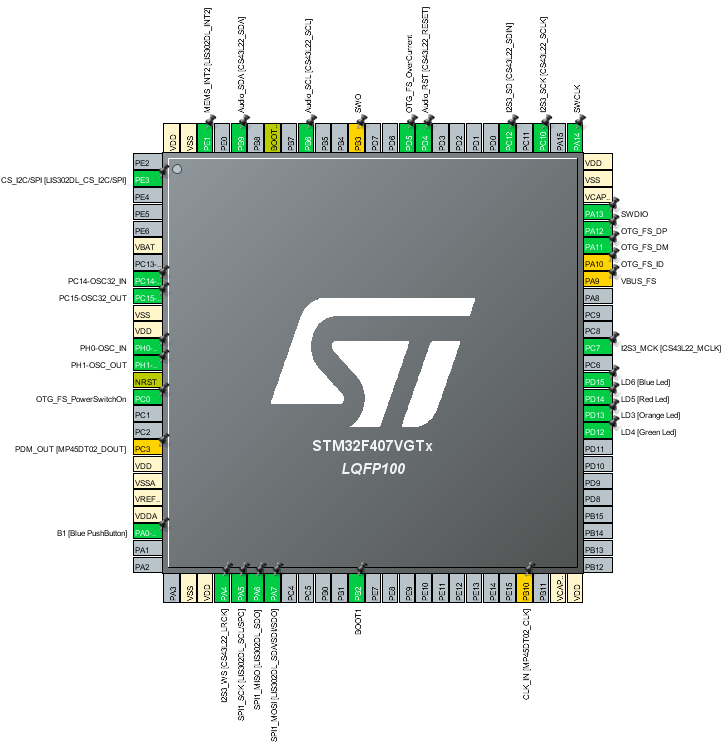 MEMS_INT2 [LIS302DL_INT2]
Audio_SDA [CS43L22_SDA]
Audio_SCL [CS43L22_SCL]
SWO
OTG_FS_OverCurrent
Audio_RST [CS43L22_RESET]
I2S3_SD [CS43L22_SDIN]
I2S3_SCK [CS43L22_SCLK]
SWCLK
VDD
VSS
PE1
PE0
PB9
PB8
BOOT..
PB7
PB6
PB5
PB4
PB3
PD7
PD6
PD5
PD4
PD3
PD2
PD1
PD0
PC12
PC11
PC10
PA15
PA14
PE2
CS_I2C/SPI [LIS302DL_CS_I2C/SPI] PE3
PE4
PE5
PE6
VBAT
PC13-..
PC14-OSC32_IN PC14-..
PC15-OSC32_OUT PC15-..
VSS
VDD
PH0-OSC_IN PH0-..
PH1-OSC_OUT PH1-..
NRST
OTG_FS_PowerSwitchOn PC0
PC1
PC2
PDM_OUT [MP45DT02_DOUT] PC3
VDD
VSSA
VREF..
VDDA
B1 [Blue PushButton] PA0-..
PA1
PA2
ST
STM32F407VGTx
LQFP100
VDD
VSS
VCAP..
PA13 SWDIO
PA12 OTG_FS_DP
PA11 OTG_FS_DM
PA10 OTG_FS_ID
PA9 VBUS_FS
PA8
PC9
PC8
PC7 I2S3_MCK [CS43L22_MCLK]
PC6
PD15 LD6 [Blue Led]
PD14 LD5 [Red Led]
PD13 LD3 [Orange Led]
PD12 LD4 [Green Led]
PD11
PD10
PD9
PD8
PB15
PB14
PB13
PB12
PA3
VSS
VDD
PA4
PA5
PA6
PA7
PC4
PC5
PB0
PB1
PB2
PE7
PE8
PE9
PE10
PE11
PE12
PE13
PE14
PE15
PB10
PB11
VCAP..
VDD
I2S3_WS [CS43L22_LRCK]
SPI1_SCK [LIS302DL_SCL/SPC]
SPI1_MISO [LIS302DL_SDO]
SPI1_MOSI [LIS302DL_SDA/SDI/SDO]
BOOT1
CLK_IN [MP45DT02_CLK]